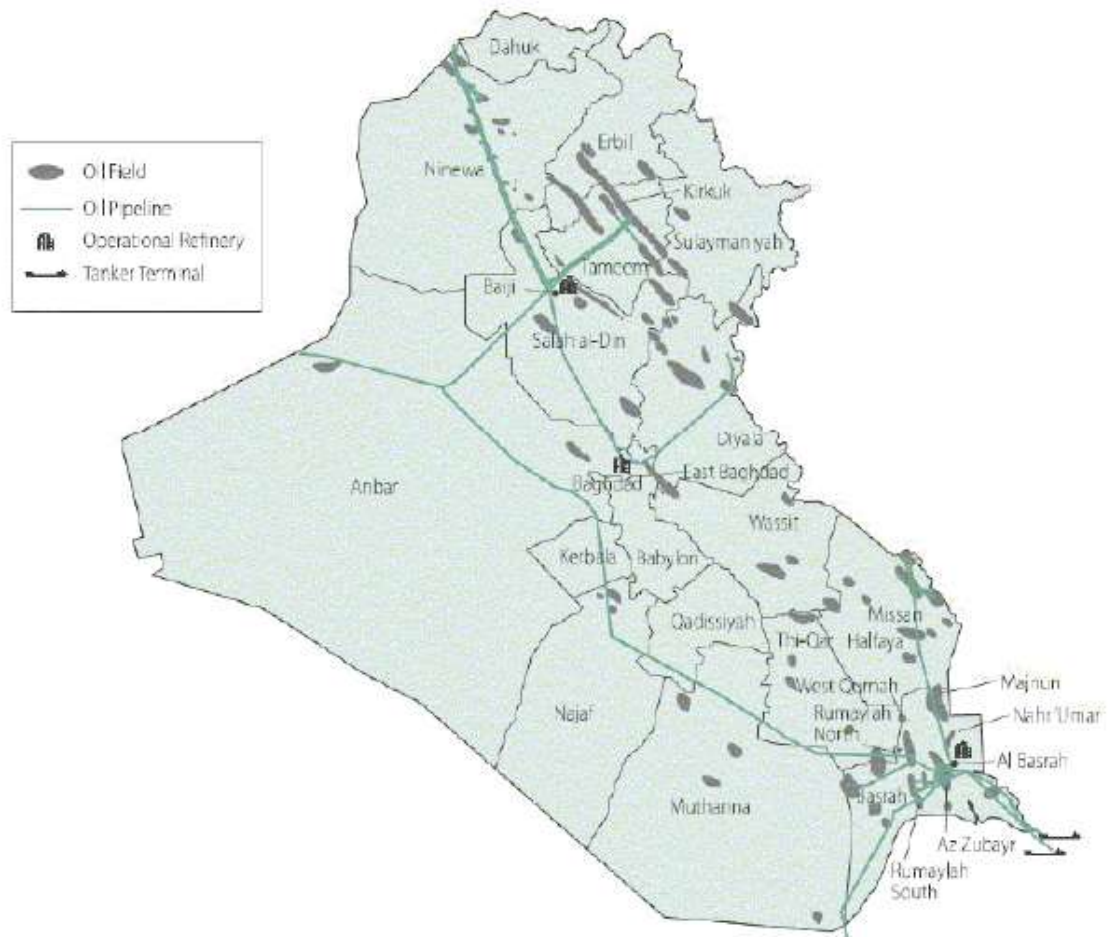 Dahuk
Erbil
Oil Field
Ninewa
Kirkuk
Oil Pipeline
Operational Refinery
Sulaymaniyah
Tameem
Tanker Terminal
Baiji
Salah al-Din
Diyala
East Baghdad
Baghdad
Anbar
Wassit
Kerbala
Babylon
Missan
Qadissiyah
Thi-Qar
Halfaya
West Qurnah
Majnun
Najaf
Rumaylah
North
Nahr 'Umar
Al Basrah
Basrah
Muthanna
Az Zubayr
Rumaylah
South